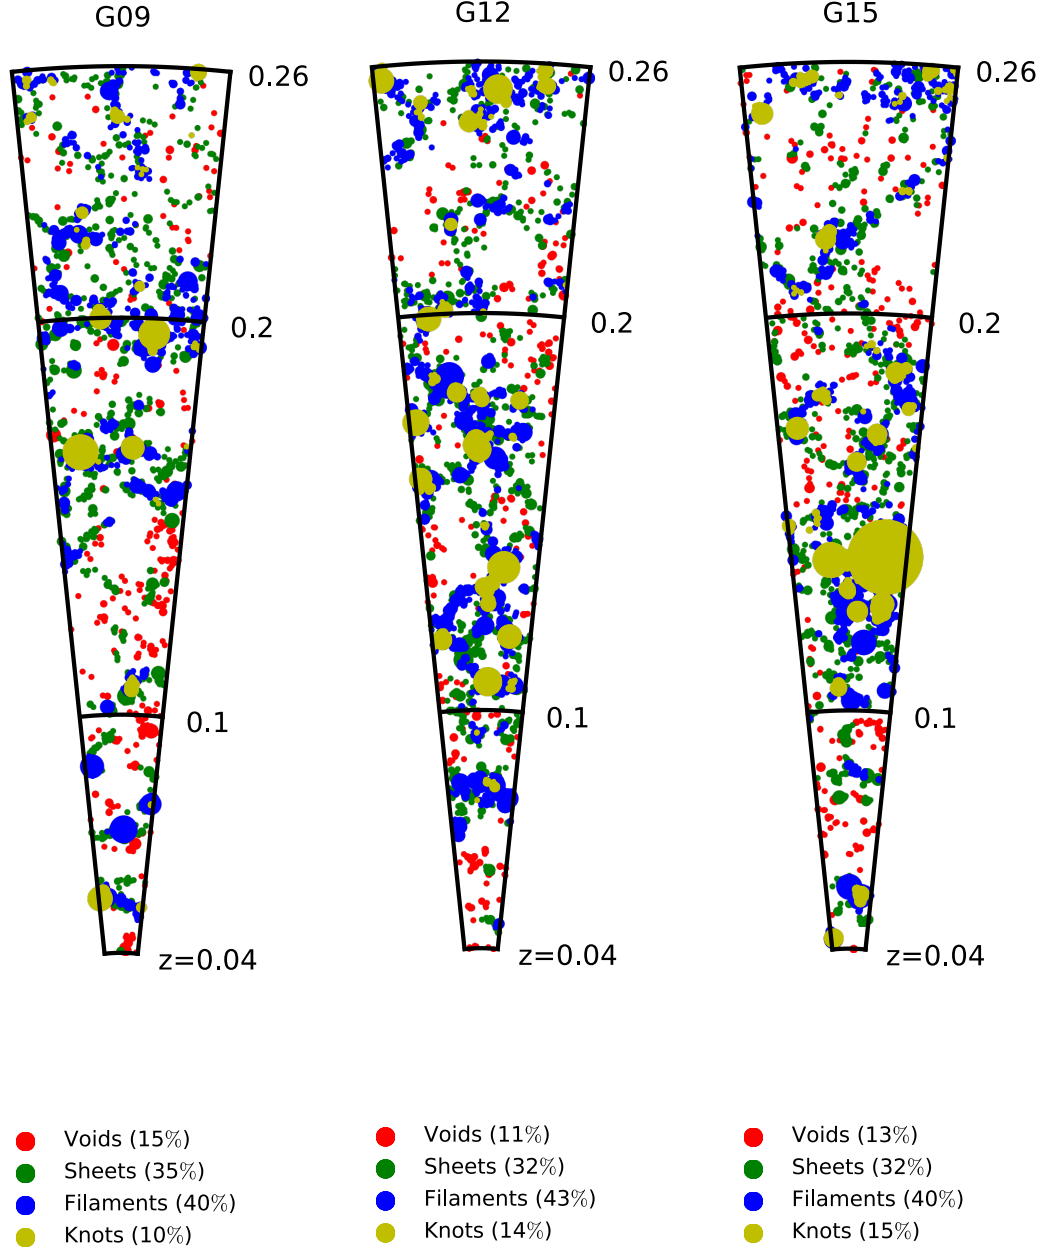 G09
G12
G15
0.26
0.26
0.26
0.2
0.2
0.2
0.1
0.1
0.1
z=0.04
z=0.04
z=0.04
Voids (15%)
Sheets (35%)
Filaments (40%)
Knots (10%)
Voids (11%)
Sheets (32%)
Filaments (43%)
Knots (14%)
Voids (13%)
Sheets (32%)
Filaments (40%)
Knots (15%)